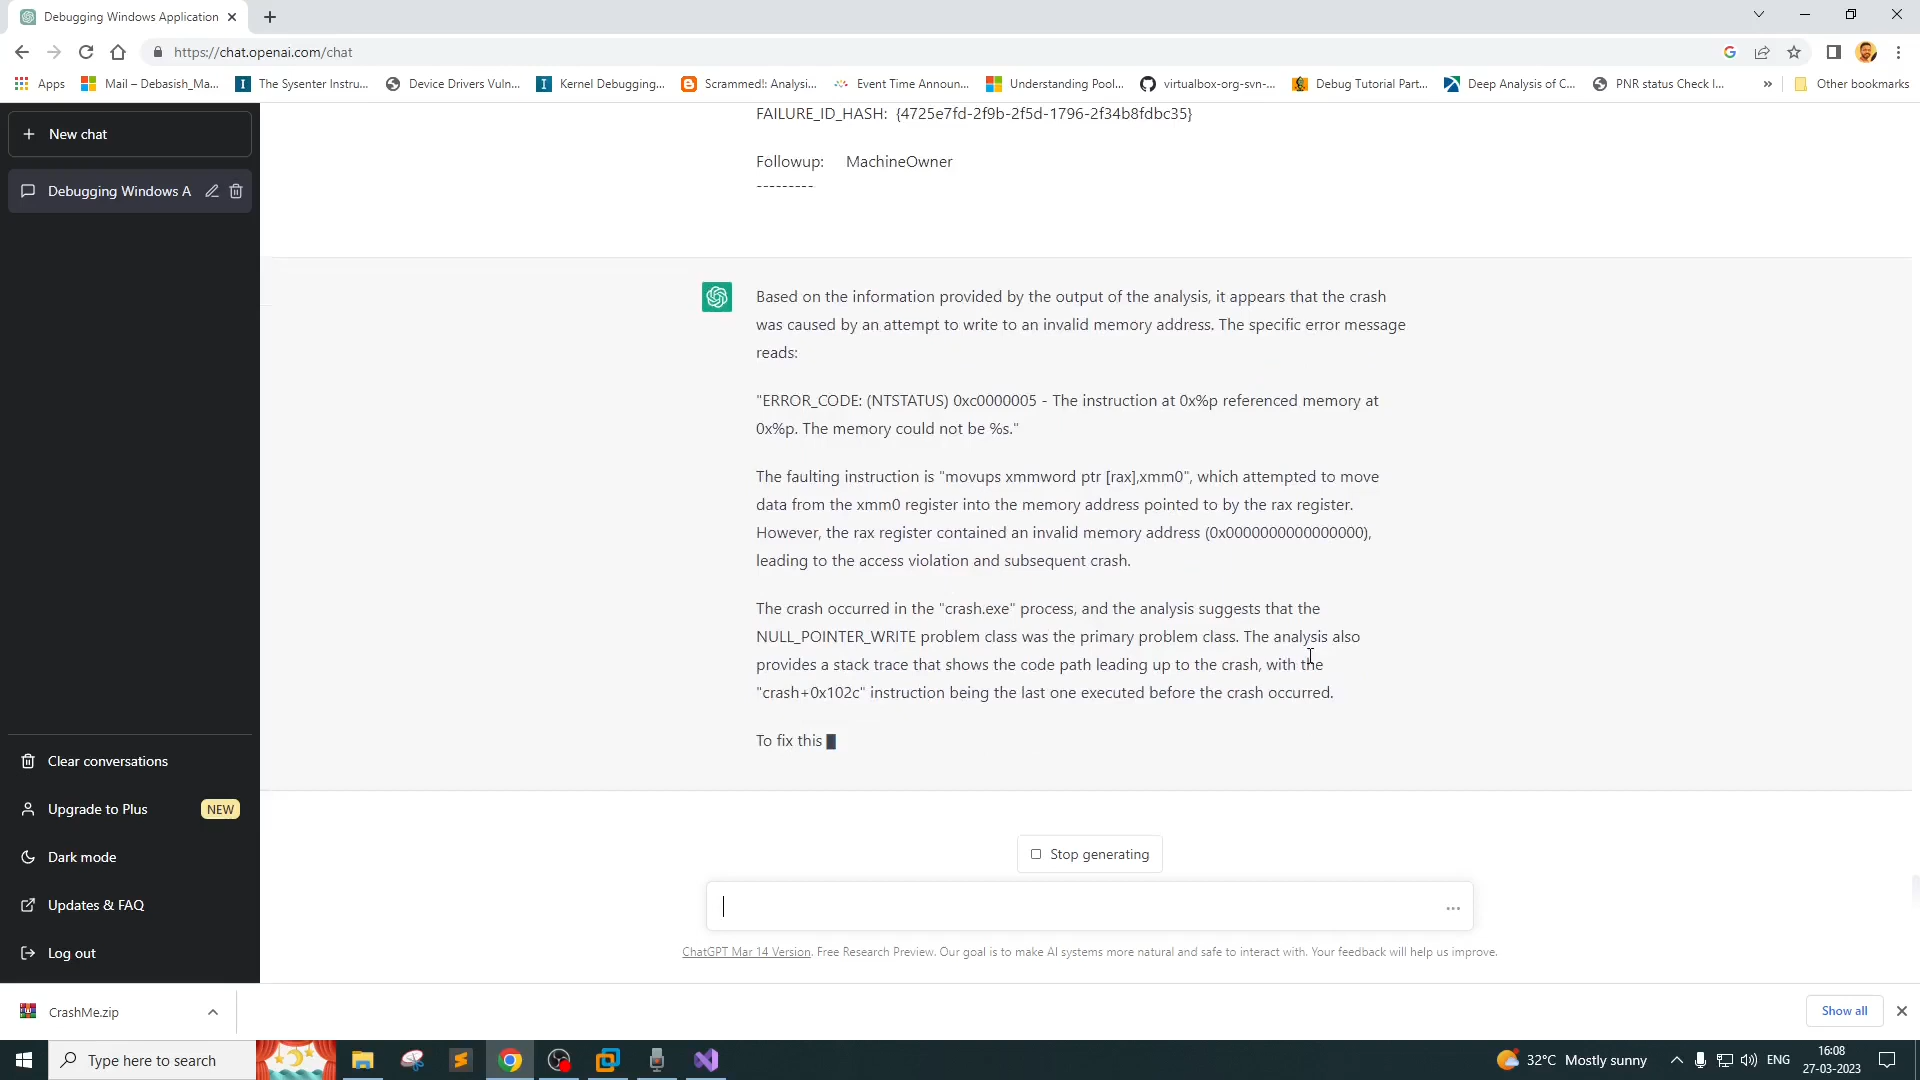 Debugging Windows Application
https://chat.openai.com/chat
Apps
Mail – Debasish_Ma...
The Sysenter Instru...
Device Drivers Vuln...
Kernel Debugging,...
Scrammed!: Analysi...
Event Time Announ...
Understanding Pool...
virtualbox-org-svn-...
Debug Tutorial Part...
Deep Analysis of C...
PNR status Check I...
»
Other bookmarks
New chat
Debugging Windows A
FAILURE_ID_HASH: {4725e7fd-2f9b-2f5d-1796-2f34b8fdbc35}
Followup: MachineOwner
---------
Based on the information provided by the output of the analysis, it appears that the crash
was caused by an attempt to write to an invalid memory address. The specific error message
reads:
"ERROR_CODE: (NTSTATUS) 0xc0000005 - The instruction at 0x%p referenced memory at
0x%p. The memory could not be %s."
The faulting instruction is "movups xmmword ptr [rax],xmm0", which attempted to move
data from the xmm0 register into the memory address pointed to by the rax register.
However, the rax register contained an invalid memory address (0x0000000000000000),
leading to the access violation and subsequent crash.
The crash occurred in the "crash.exe" process, and the analysis suggests that the
NULL_POINTER_WRITE problem class was the primary problem class. The analysis also
provides a stack trace that shows the code path leading up to the crash, with the
"crash+0x102c" instruction being the last one executed before the crash occurred.
To fix this
Clear conversations
Upgrade to Plus NEW
Dark mode
Updates & FAQ
Log out
Stop generating
ChatGPT Mar 14 Version. Free Research Preview. Our goal is to make AI systems more natural and safe to interact with. Your feedback will help us improve.
CrashMe.zip
Show all
Type here to search
32°C Mostly sunny
ENG
16:08
27-03-2023